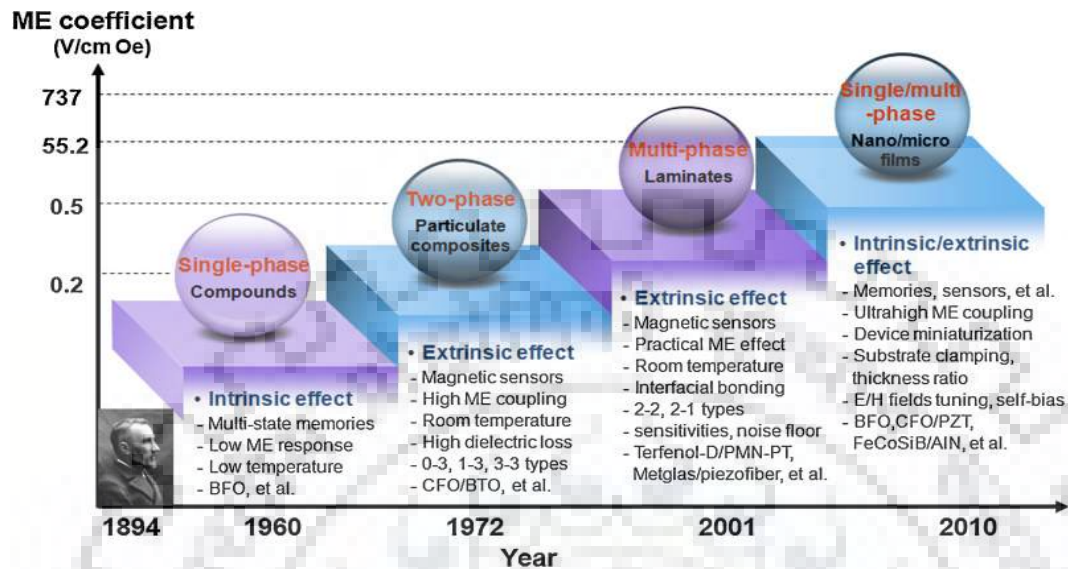 ME coefficient
(V/cm Oe)
737
55.2
0.5
0.2
Single-phase
Compounds
• Intrinsic effect
- Multi-state memories
- Low ME response
- Low temperature
- BFO, et al.
Two-phase
Particulate
composites
• Extrinsic effect
- Magnetic sensors
- High ME coupling
- Room temperature
- High dielectric loss
- 0-3, 1-3, 3-3 types
- CFO/BTO, et al.
Multi-phase
Laminates
• Extrinsic effect
- Magnetic sensors
- Practical ME effect
- Room temperature
- Interfacial bonding
- 2-2, 2-1 types
- sensitivities, noise floor
- Terfenol-D/PMN-PT,
Metglas/piezofiber, et al.
Single/multi
-phase
Nano/micro
films
• Intrinsic/extrinsic
effect
- Memories, sensors, et al.
- Ultrahigh ME coupling
- Device miniaturization
- Substrate clamping,
thickness ratio
- E/H fields tuning, self-bias
- BFO,CFO/PZT,
FeCoSiB/AlN, et al.
1894 1960 1972 2001 2010
Year